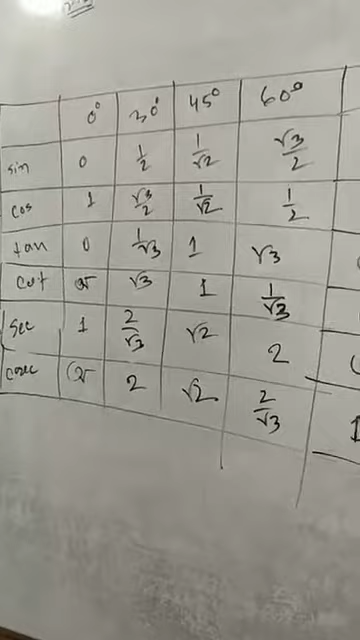 0° 30° 45° 60°
sin 0 1/2 1/√2 √3/2
cos 1 √3/2 1/√2 1/2
tan 0 1/√3 1 √3
cot √3 1 1/√3
sec 1 2/√3 √2 2
cosec 2 √2 2/√3